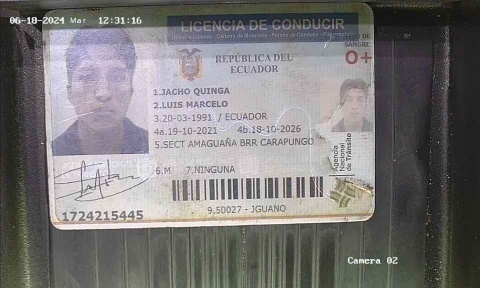 06-18-2024 Mar 12:31:16
LICENCIA DE CONDUCIR
REPÚBLICA DEL
ECUADOR
SANGRE
O+
1.JACHO QUINGA
2.LUIS MARCELO
3.20-03-1991 / ECUADOR
4a.19-10-2021 4b.18-10-2026
5.SECT AMAGUAÑA BRR CARAPUNGO
6.M 7.NINGUNA
Agencia
Nacional
de Tránsito
1724215445
9.50027 - JGUANO
Camera 02